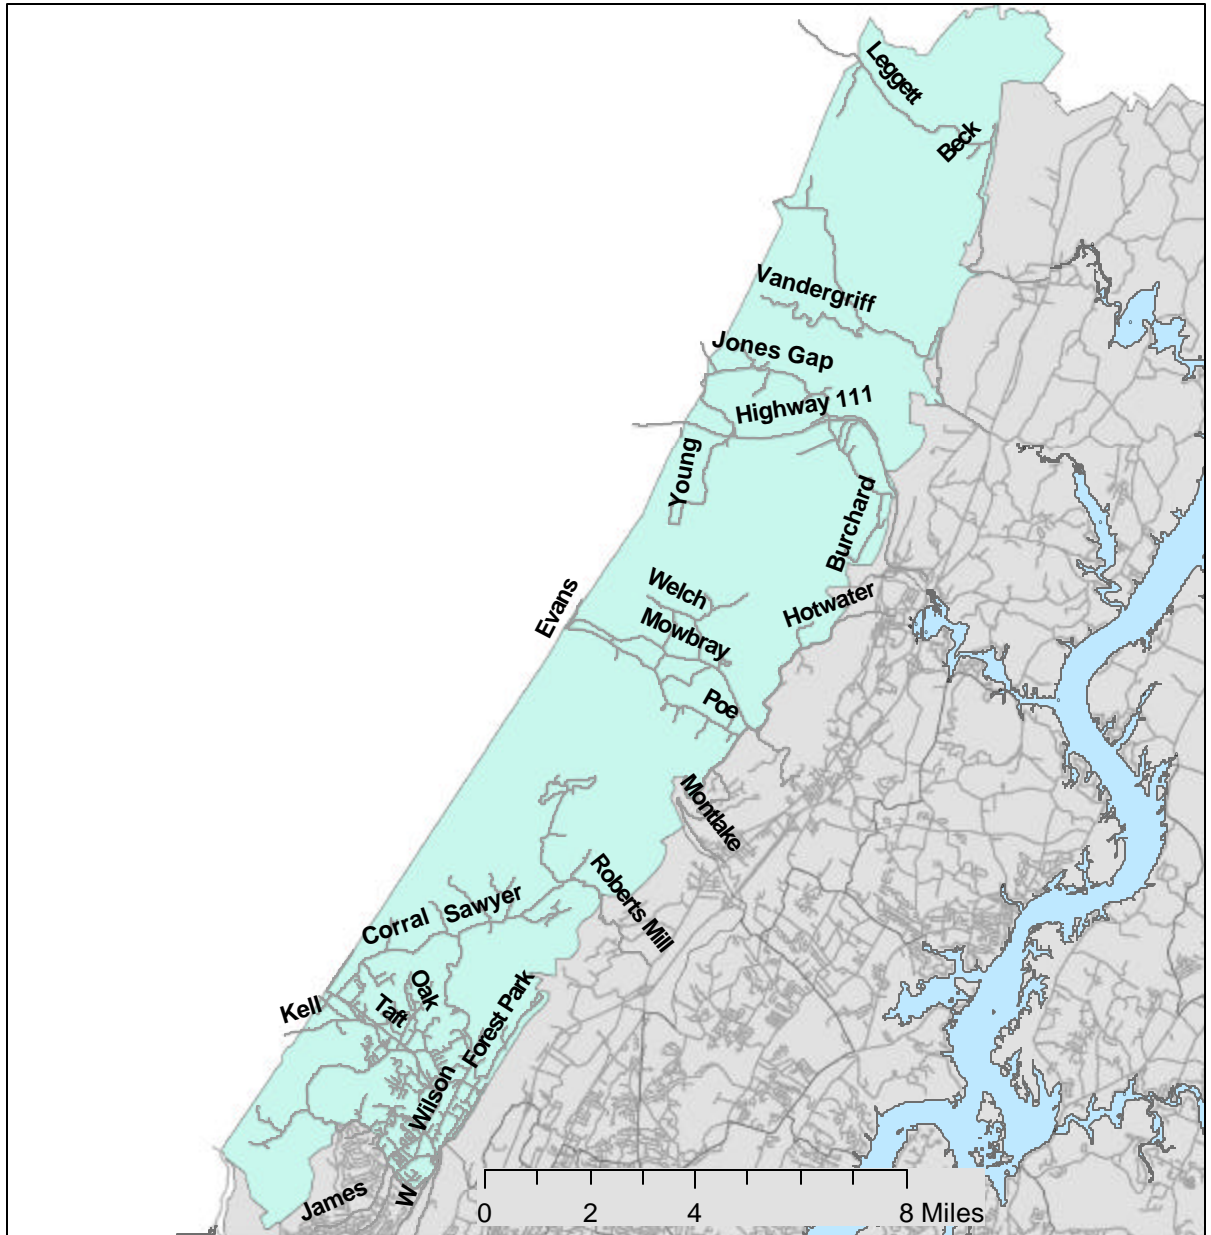 Leggett
Beck
Vandergriff
Jones Gap
Highway 111
Young
Burchard
Evans
Welch
Hotwater
Mowbray
Poe
Montlake
Roberts Mill
Corral
Sawyer
Oak
Kell
Taft
Forest Park
Wilson
James
W
0 2 4 8 Miles